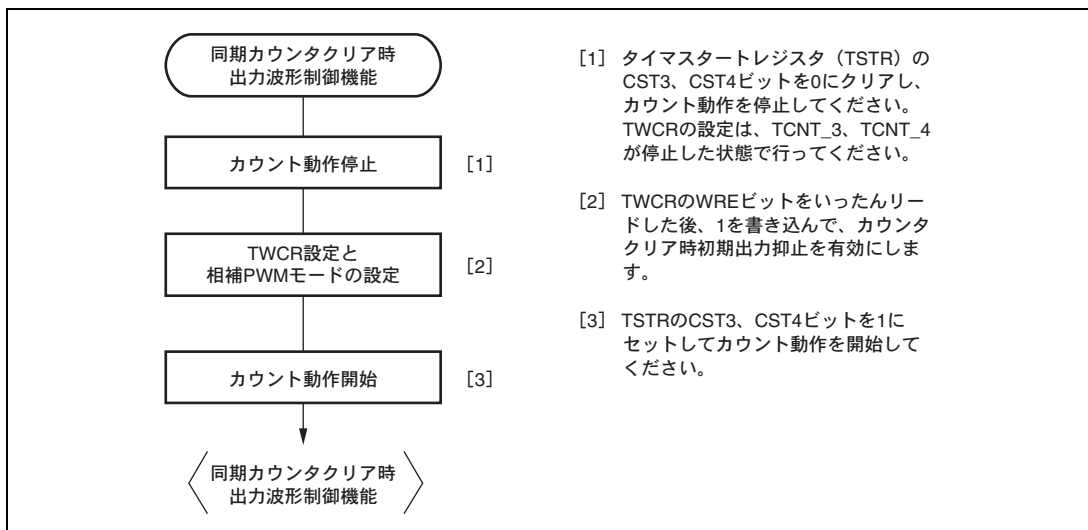 同期カウンタクリア時
出力波形制御機能
カウント動作停止
[1]
TWCR設定と
相補PWMモードの設定
[2]
カウント動作開始
[3]
同期カウンタクリア時
出力波形制御機能
[1] タイマスタートレジスタ（TSTR）の
CST3、CST4ビットを0にクリアし、
カウント動作を停止してください。
TWCRの設定は、TCNT_3、TCNT_4
が停止した状態で行ってください。
[2] TWCRのWREビットをいったんリー
ドした後、1を書き込んで、カウンタ
クリア時初期出力抑止を有効にしま
す。
[3] TSTRのCST3、CST4ビットを1に
セットしてカウント動作を開始して
ください。